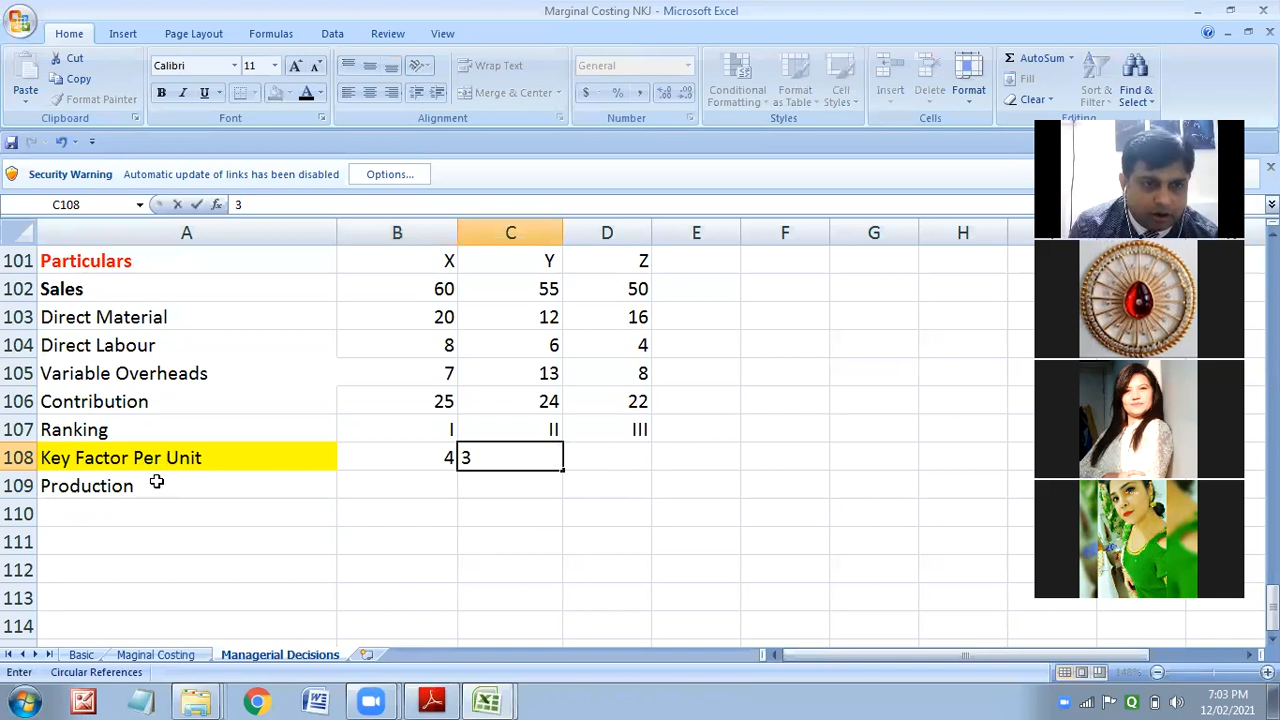 Marginal Costing NKJ - Microsoft Excel
Home Insert Page Layout Formulas Data Review View
Cut
Copy
Format Painter
Paste
Clipboard
Calibri 11
B I U
Font
Wrap Text
Merge & Center
Alignment
General
$ % ,
Number
Conditional Formatting
Format as Table
Cell Styles
Styles
Insert Delete Format
Cells
Σ AutoSum
Fill
Clear
Sort & Filter
Find & Select
Editing
Security Warning Automatic update of links has been disabled Options...
C108 fx 3
A B C D E F G H
101 Particulars X Y Z
102 Sales 60 55 50
103 Direct Material 20 12 16
104 Direct Labour 8 6 4
105 Variable Overheads 7 13 8
106 Contribution 25 24 22
107 Ranking I II III
108 Key Factor Per Unit 4 3
109 Production
110
111
112
113
114
Basic Maginal Costing Managerial Decisions
Enter Circular References 148%
7:03 PM
12/02/2021